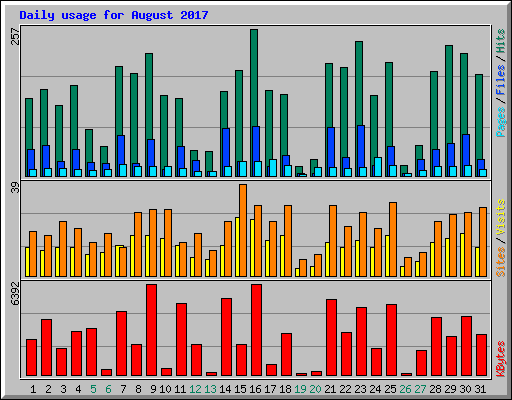 Daily usage for August 2017
257
Pages / Files / Hits
39
Sites / Visits
6392
KBytes
1 2 3 4 5 6 7 8 9 10 11 12 13 14 15 16 17 18 19 20 21 22 23 24 25 26 27 28 29 30 31